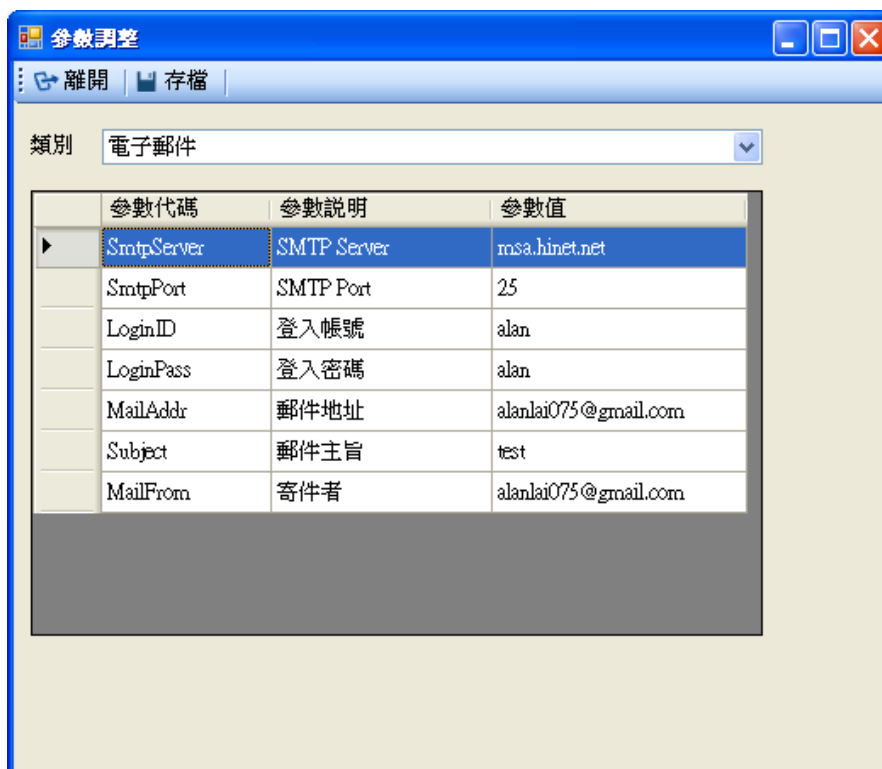 參數調整
離開 存檔
類別 電子郵件
參數代碼 參數説明 參數值
SmtpServer SMTP Server msa.hinet.net
SmtpPort SMTP Port 25
LoginID 登入帳號 alan
LoginPass 登入密碼 alan
MailAddr 郵件地址 alanlai075@gmail.com
Subject 郵件主旨 test
MailFrom 寄件者 alanlai075@gmail.com